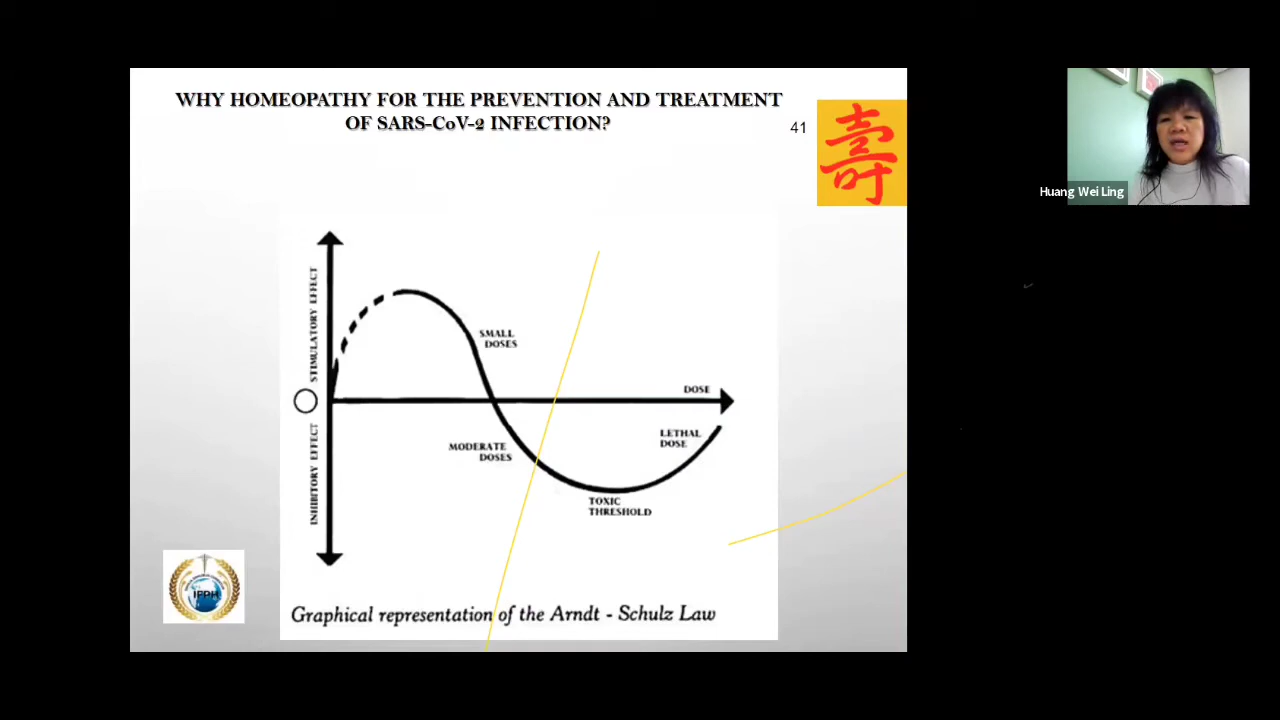 WHY HOMEOPATHY FOR THE PREVENTION AND TREATMENT
OF SARS-CoV-2 INFECTION?
41
壽
Huang Wei Ling
STIMULATORY EFFECT
INHIBITORY EFFECT
SMALL
DOSES
DOSE
MODERATE
DOSES
LETHAL
DOSE
TOXIC
THRESHOLD
IFPH
Graphical representation of the Arndt - Schulz Law